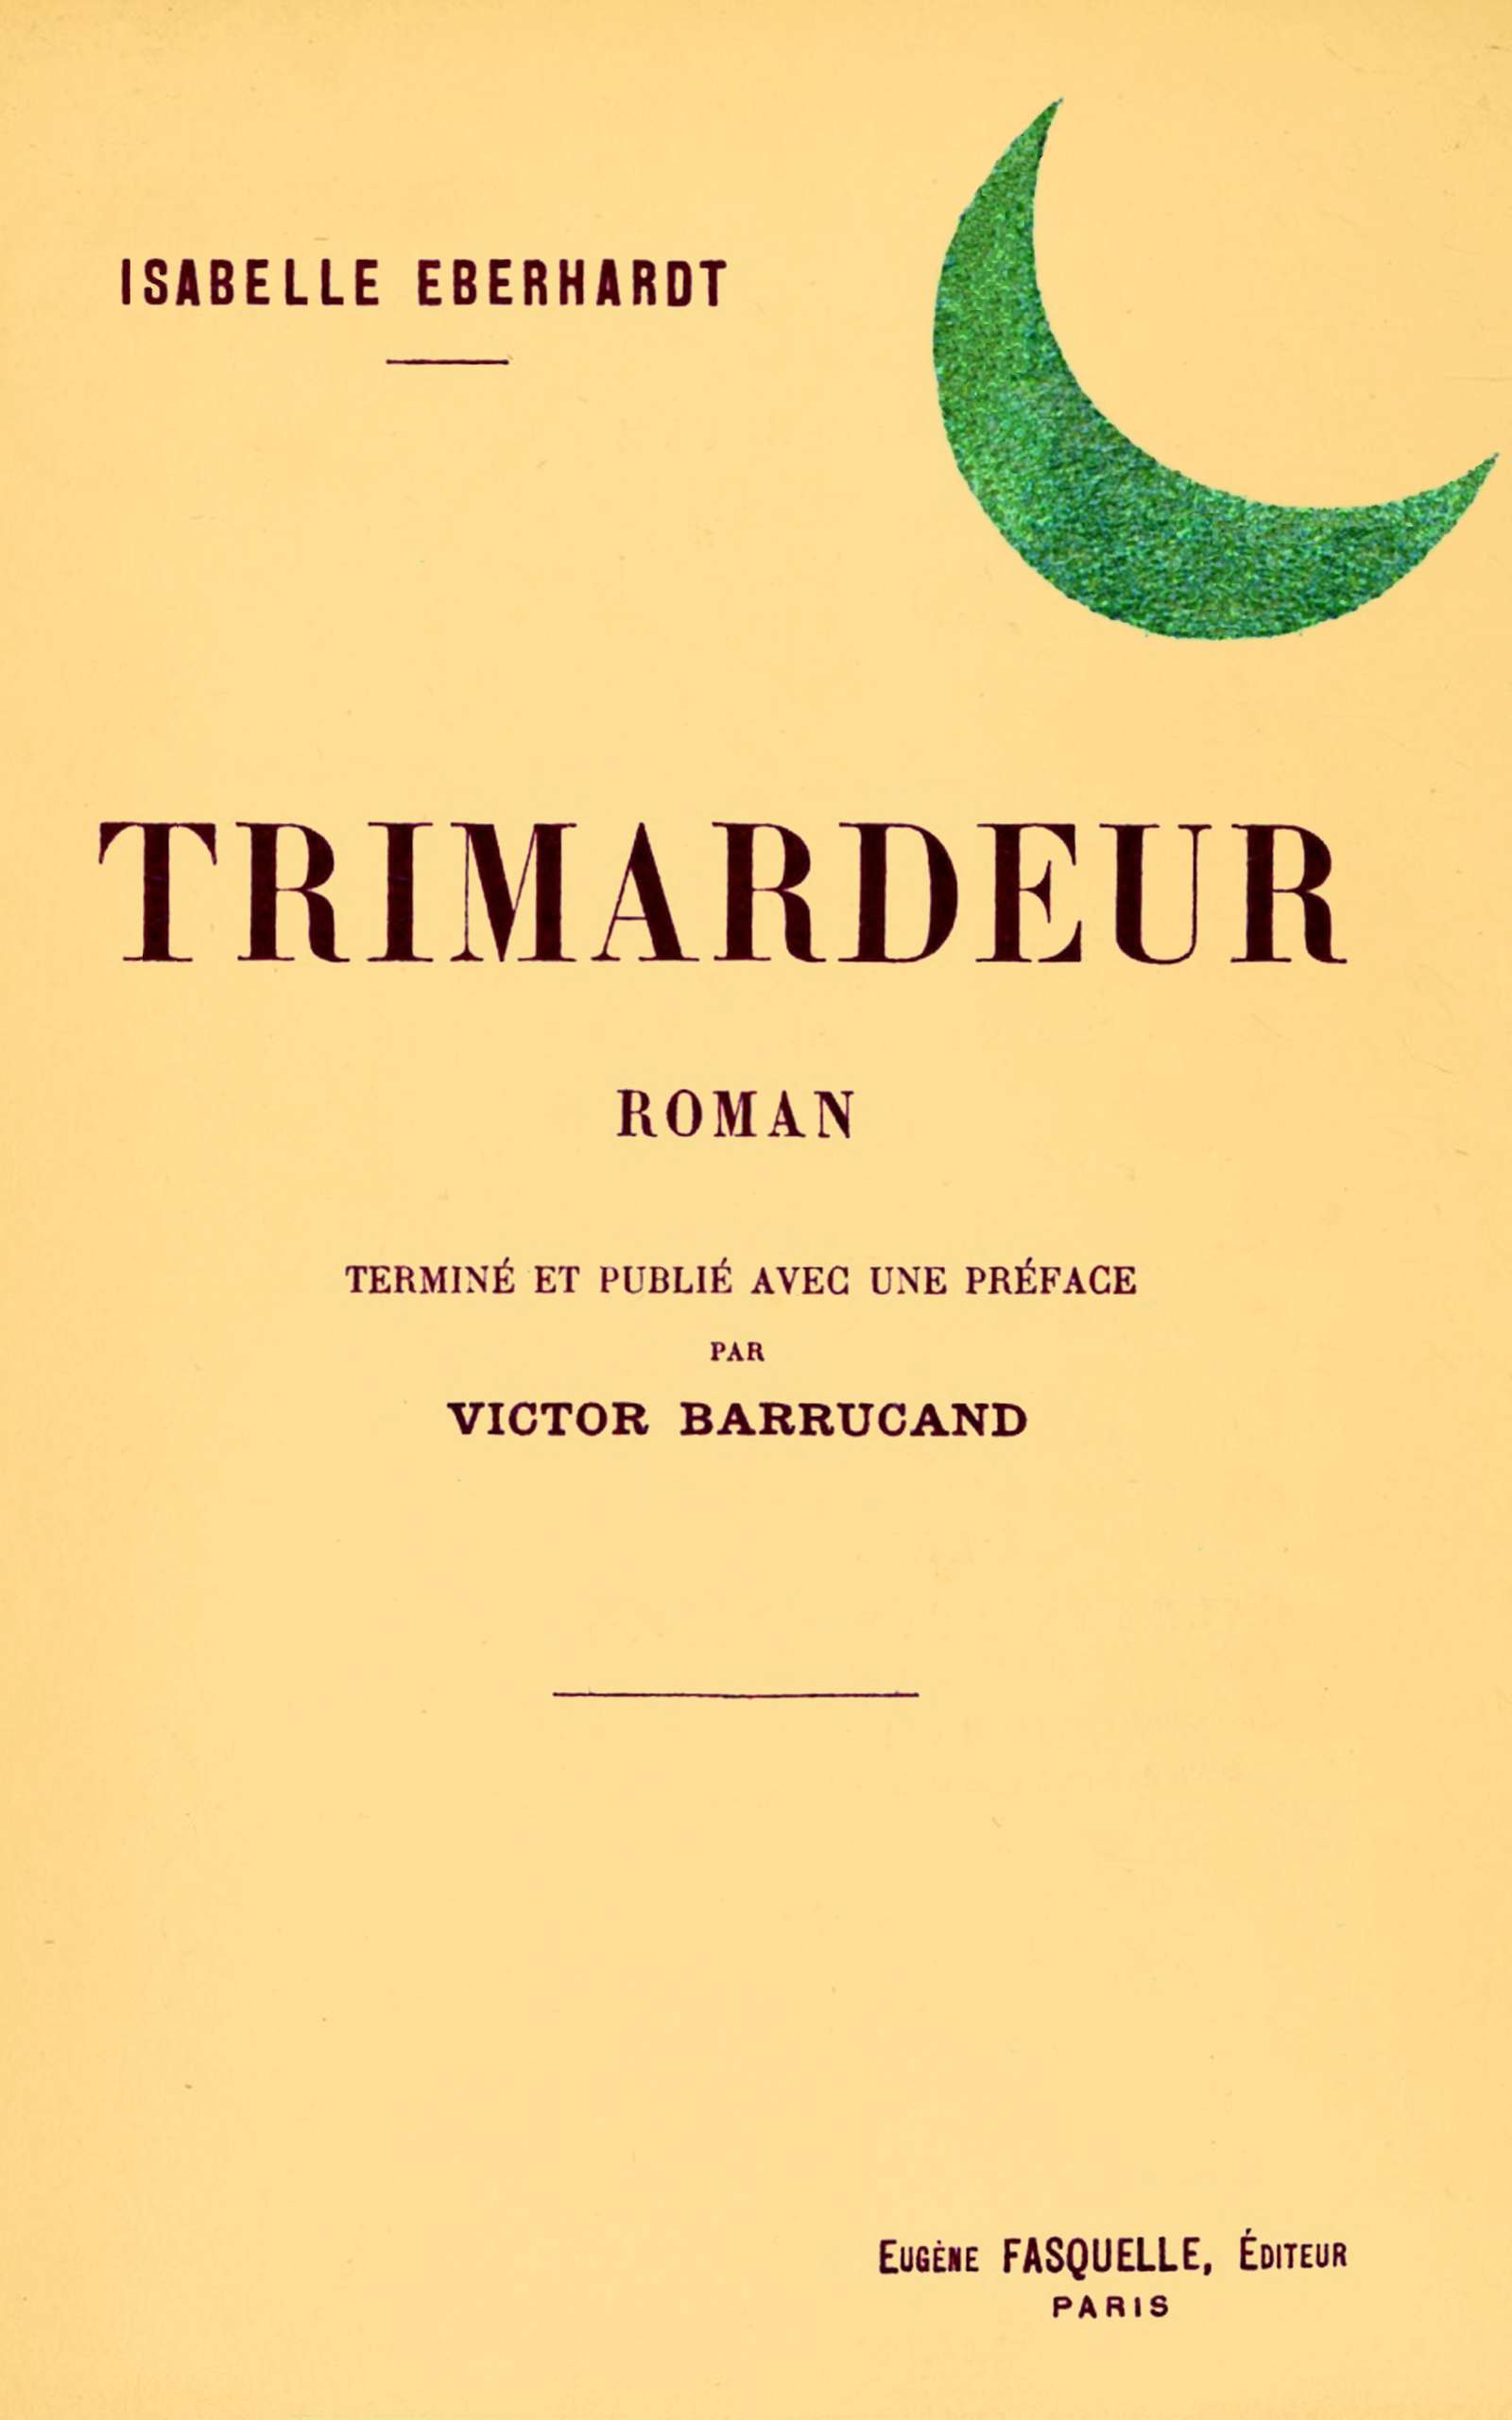 ISABELLE EBERHARDT
TRIMARDEUR
ROMAN
TERMINÉ ET PUBLIÉ AVEC UNE PRÉFACE
PAR
VICTOR BARRUCAND
EUGÈNE FASQUELLE, ÉDITEUR
PARIS